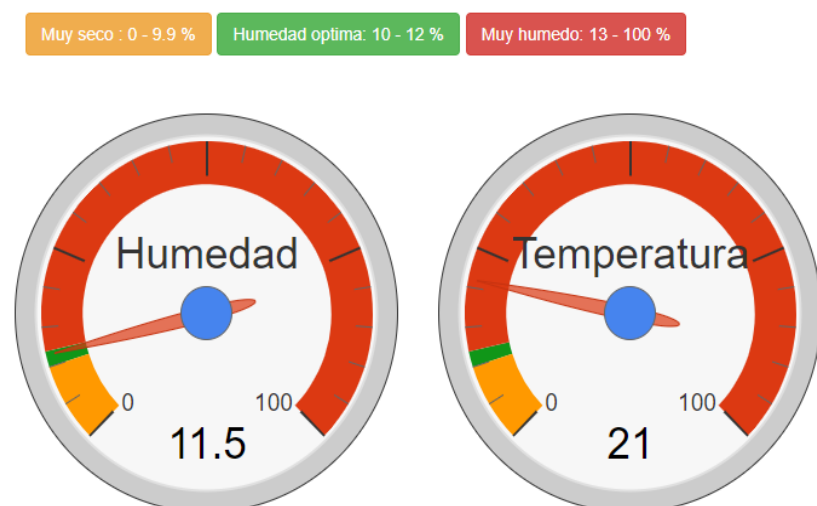 Muy seco : 0 - 9.9 % Humedad optima: 10 - 12 % Muy humedo: 13 - 100 %
Humedad
0 100
11.5
Temperatura
0 100
21